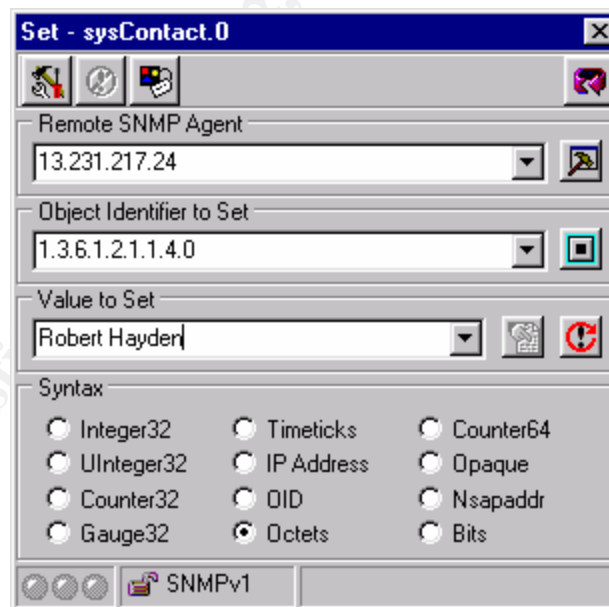 Set - sysContact.0
Remote SNMP Agent
13.231.217.24
Object Identifier to Set
1.3.6.1.2.1.1.4.0
Value to Set
Robert Hayden
Syntax
Integer32 Timeticks Counter64
UInteger32 IP Address Opaque
Counter32 OID Nsapaddr
Gauge32 Octets Bits
SNMPv1